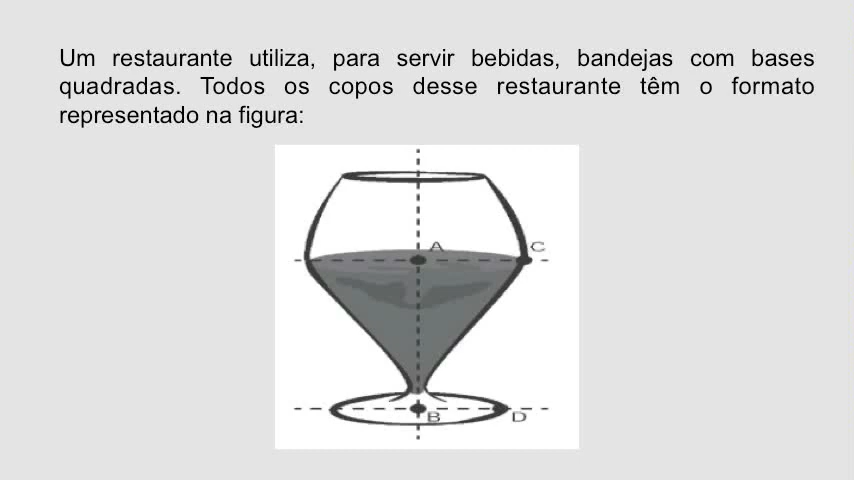 Um restaurante utiliza, para servir bebidas, bandejas com bases
quadradas. Todos os copos desse restaurante têm o formato
representado na figura:
A
C
B
D